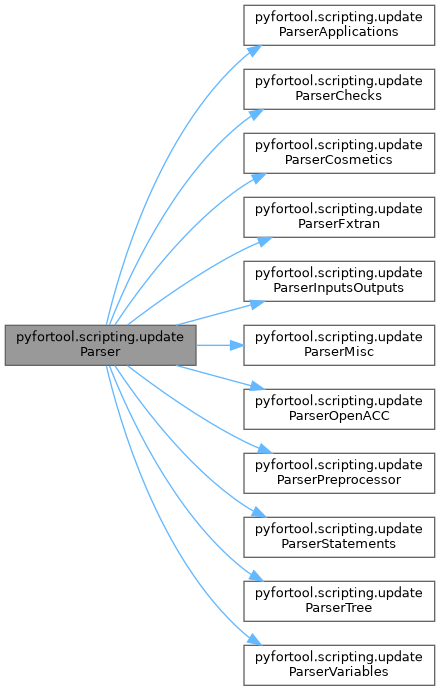 pyfortool.scripting.update
ParserApplications
pyfortool.scripting.update
ParserChecks
pyfortool.scripting.update
ParserCosmetics
pyfortool.scripting.update
ParserFxtran
pyfortool.scripting.update
ParserInputsOutputs
pyfortool.scripting.update
Parser
pyfortool.scripting.update
ParserMisc
pyfortool.scripting.update
ParserOpenACC
pyfortool.scripting.update
ParserPreprocessor
pyfortool.scripting.update
ParserStatements
pyfortool.scripting.update
ParserTree
pyfortool.scripting.update
ParserVariables